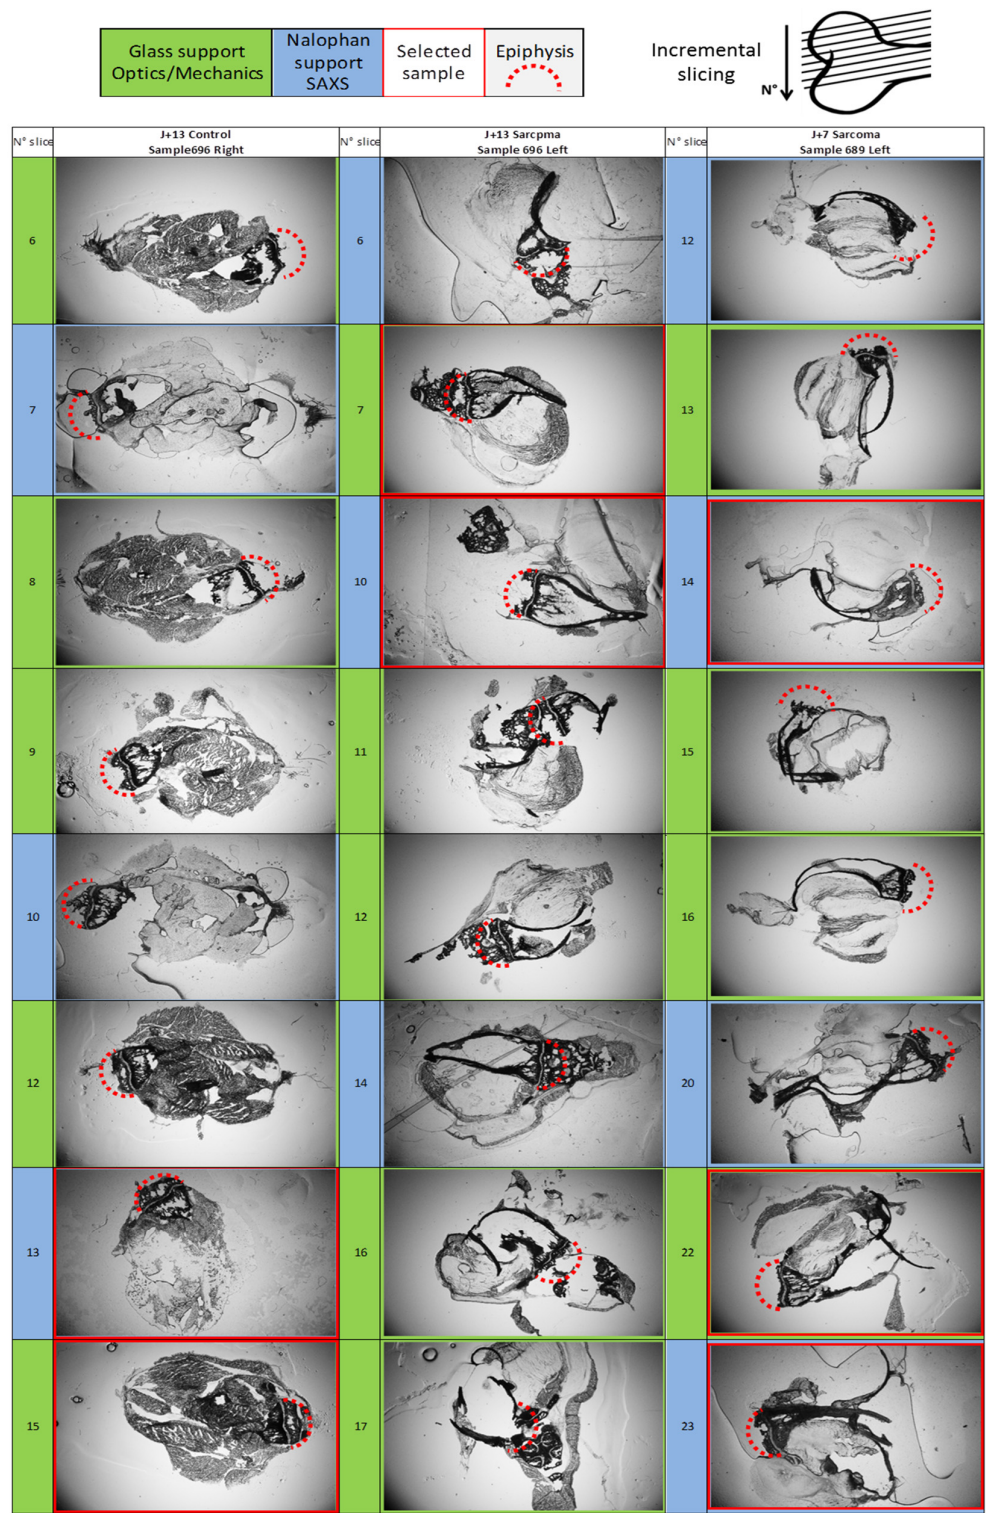 Glass support
Optics/Mechanics
Nalophan
support
SAXS
Selected
sample
Epiphysis
Incremental
slicing
N°
N° slice
J+13 Control
Sample696 Right
N° slice
J+13 Sarcpma
Sample 696 Left
N° slice
J+7 Sarcoma
Sample 689 Left
6
6
12
7
7
13
8
10
14
9
11
15
10
12
16
12
14
20
13
16
22
15
17
23